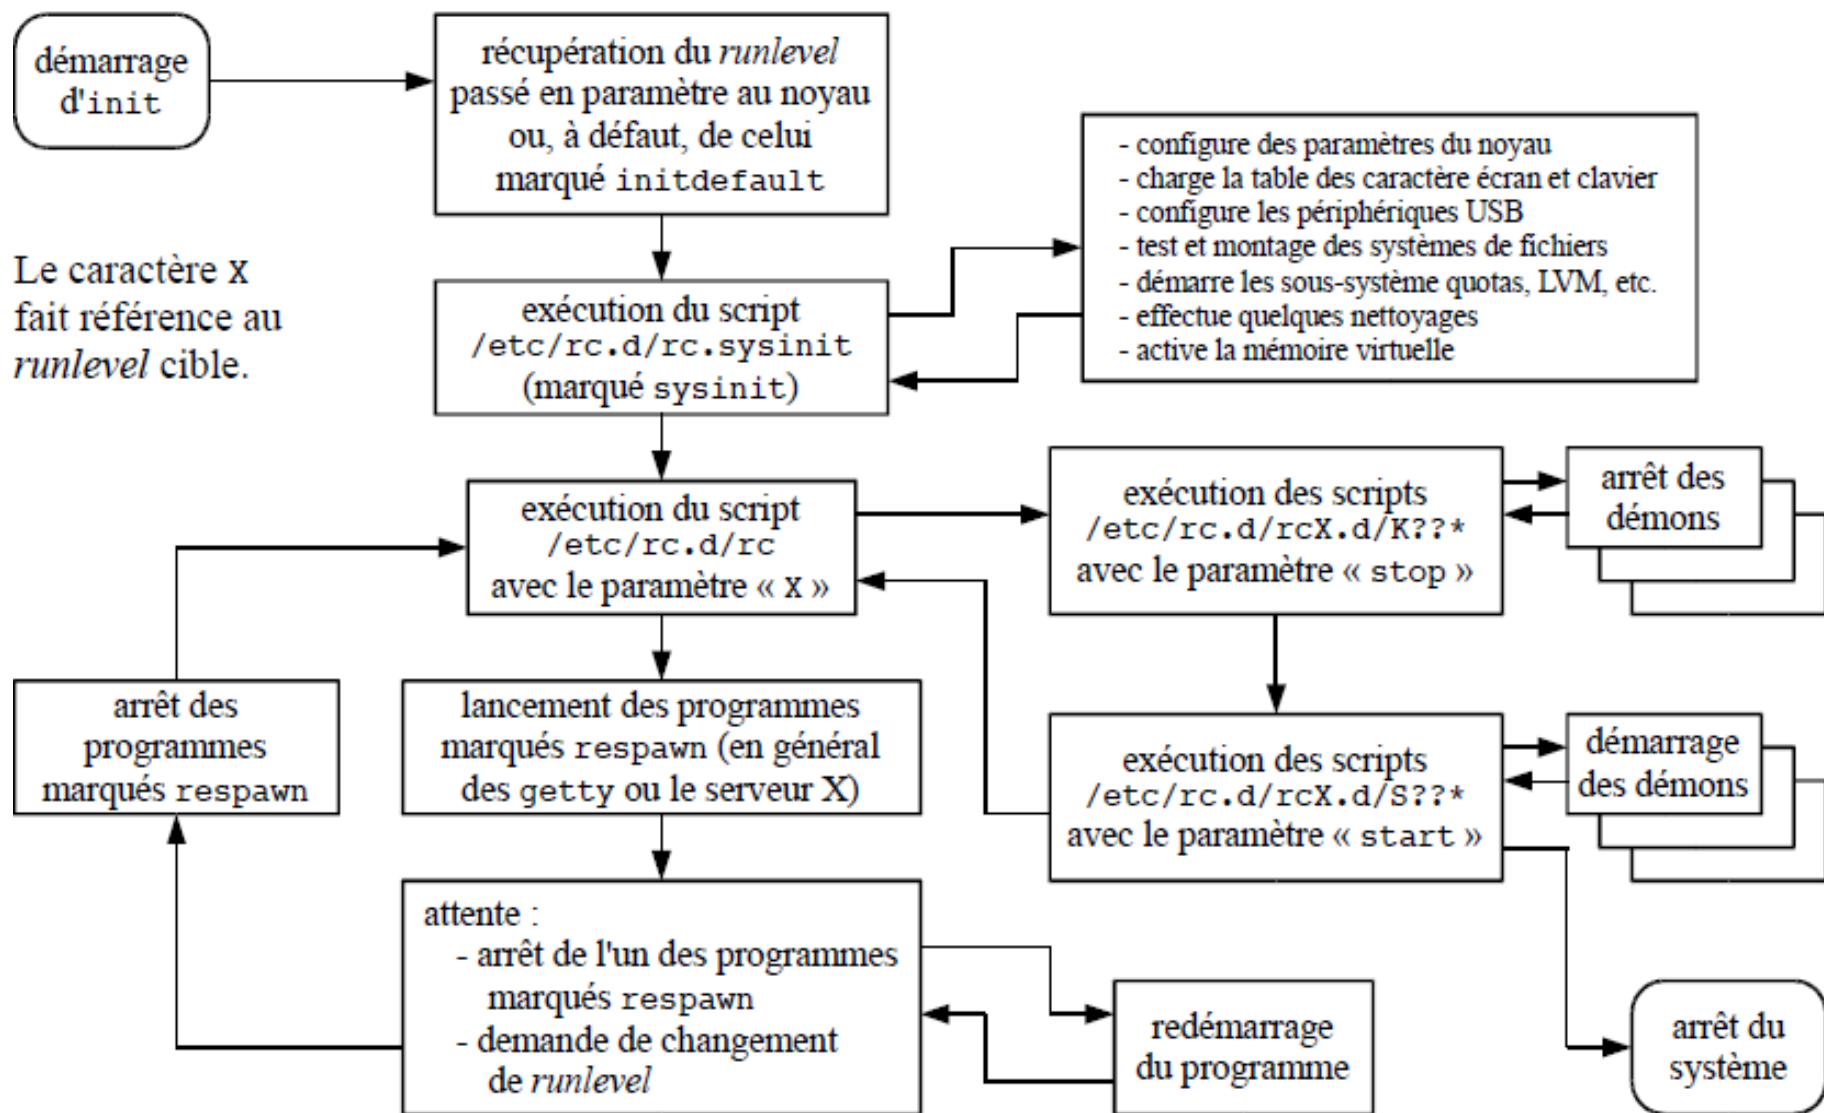 démarrage
d'init
récupération du runlevel
passé en paramètre au noyau
ou, à défaut, de celui
marqué initdefault
- configure des paramètres du noyau
- charge la table des caractère écran et clavier
- configure les périphériques USB
- test et montage des systèmes de fichiers
- démarre les sous-système quotas, LVM, etc.
- effectue quelques nettoyages
- active la mémoire virtuelle
Le caractère X
fait référence au
runlevel cible.
exécution du script
/etc/rc.d/rc.sysinit
(marqué sysinit)
exécution du script
/etc/rc.d/rc
avec le paramètre « X »
exécution des scripts
/etc/rc.d/rcX.d/K??*
avec le paramètre « stop »
arrêt des
démons
arrêt des
programmes
marqués respawn
lancement des programmes
marqués respawn (en général
des getty ou le serveur X)
exécution des scripts
/etc/rc.d/rcX.d/S??*
avec le paramètre « start »
démarrage
des démons
attente :
- arrêt de l'un des programmes
marqués respawn
- demande de changement
de runlevel
redémarrage
du programme
arrêt du
système